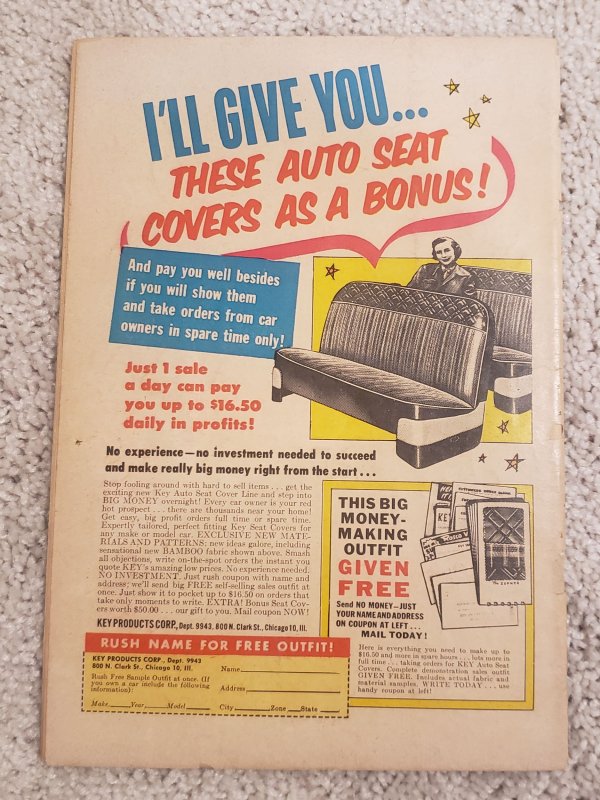 I'LL GIVE YOU...
THESE AUTO SEAT
COVERS AS A BONUS!
And pay you well besides
if you will show them
and take orders from car
owners in spare time only!
Just 1 sale
a day can pay
you up to $16.50
daily in profits!
No experience—no investment needed to succeed
and make really big money right from the start...
Stop fooling around with hard to sell items... get the
exciting new Key Auto Seat Cover Line and step into
BIG MONEY overnight! Every car owner is your red
hot prospect... there are thousands near your home!
Get easy, big profit orders full time or spare time.
Expertly tailored, perfect fitting Key Seat Covers for
any make or model car. EXCLUSIVE NEW MATE-
RIALS AND PATTERNS: new ideas galore, including
sensational new BAMBOO fabric shown above. Smash
all objections, write on-the-spot orders the instant you
quote KEY's amazing low prices. No experience needed.
NO INVESTMENT. Just rush coupon with name and
address; we'll send big FREE self-selling sales outfit at
once. Just show it to pocket up to $16.50 on orders that
take only moments to write. EXTRA! Bonus Seat Cov-
ers worth $50.00... our gift to you. Mail coupon NOW!
KEY PRODUCTS CORP., Dept. 9943, 800 N. Clark St., Chicago 10, Ill.
RUSH NAME FOR FREE OUTFIT!
KEY PRODUCTS CORP., Dept. 9943
800 N. Clark St., Chicago 10, Ill.
Rush Free Sample Outfit at once. (If
you own a car include the following
information):
Make Year Model
Name
Address
City Zone State
THIS BIG
MONEY-
MAKING
OUTFIT
GIVEN
FREE
Send NO MONEY—JUST
YOUR NAME AND ADDRESS
ON COUPON AT LEFT...
MAIL TODAY!
Here is everything you need to make up to
$16.50 and more in spare hours... lots more in
full time... taking orders for KEY Auto Seat
Covers. Complete demonstration sales outfit
GIVEN FREE. Includes actual fabric and
material samples. WRITE TODAY... use
handy coupon at left!